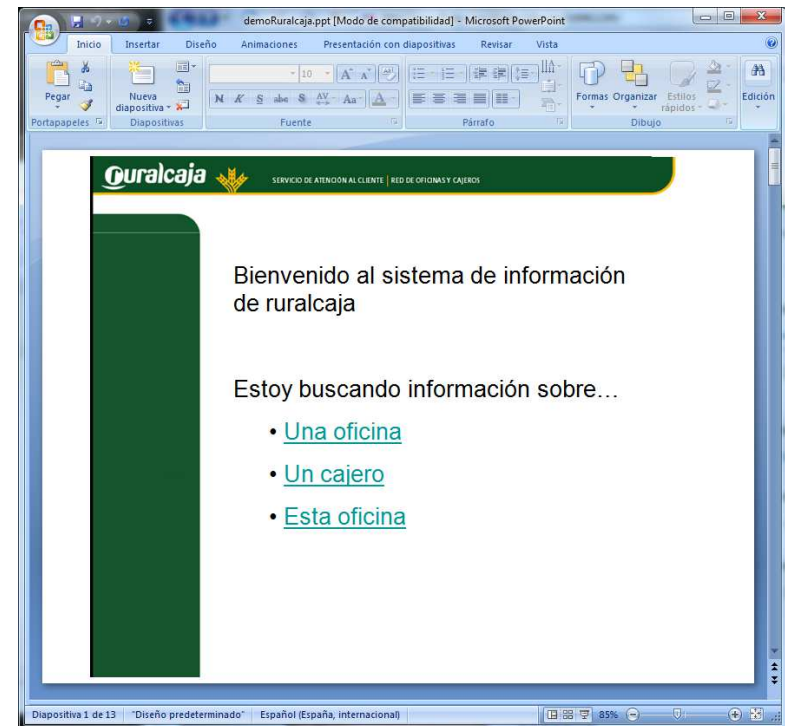 demoRuralcaja.ppt [Modo de compatibilidad] - Microsoft PowerPoint
Inicio Insertar Diseño Animaciones Presentación con diapositivas Revisar Vista
10
Pegar Nueva diapositiva Formas Organizar Estilos rápidos Edición
N K S abc S AV Aa A
Portapapeles Diapositivas Fuente Párrafo Dibujo
ruralcaja SERVICIO DE ATENCIÓN AL CLIENTE | RED DE OFICINAS Y CAJEROS
Bienvenido al sistema de información
de ruralcaja
Estoy buscando información sobre…
• Una oficina
• Un cajero
• Esta oficina
Diapositiva 1 de 13 "Diseño predeterminado" Español (España, internacional) 85%